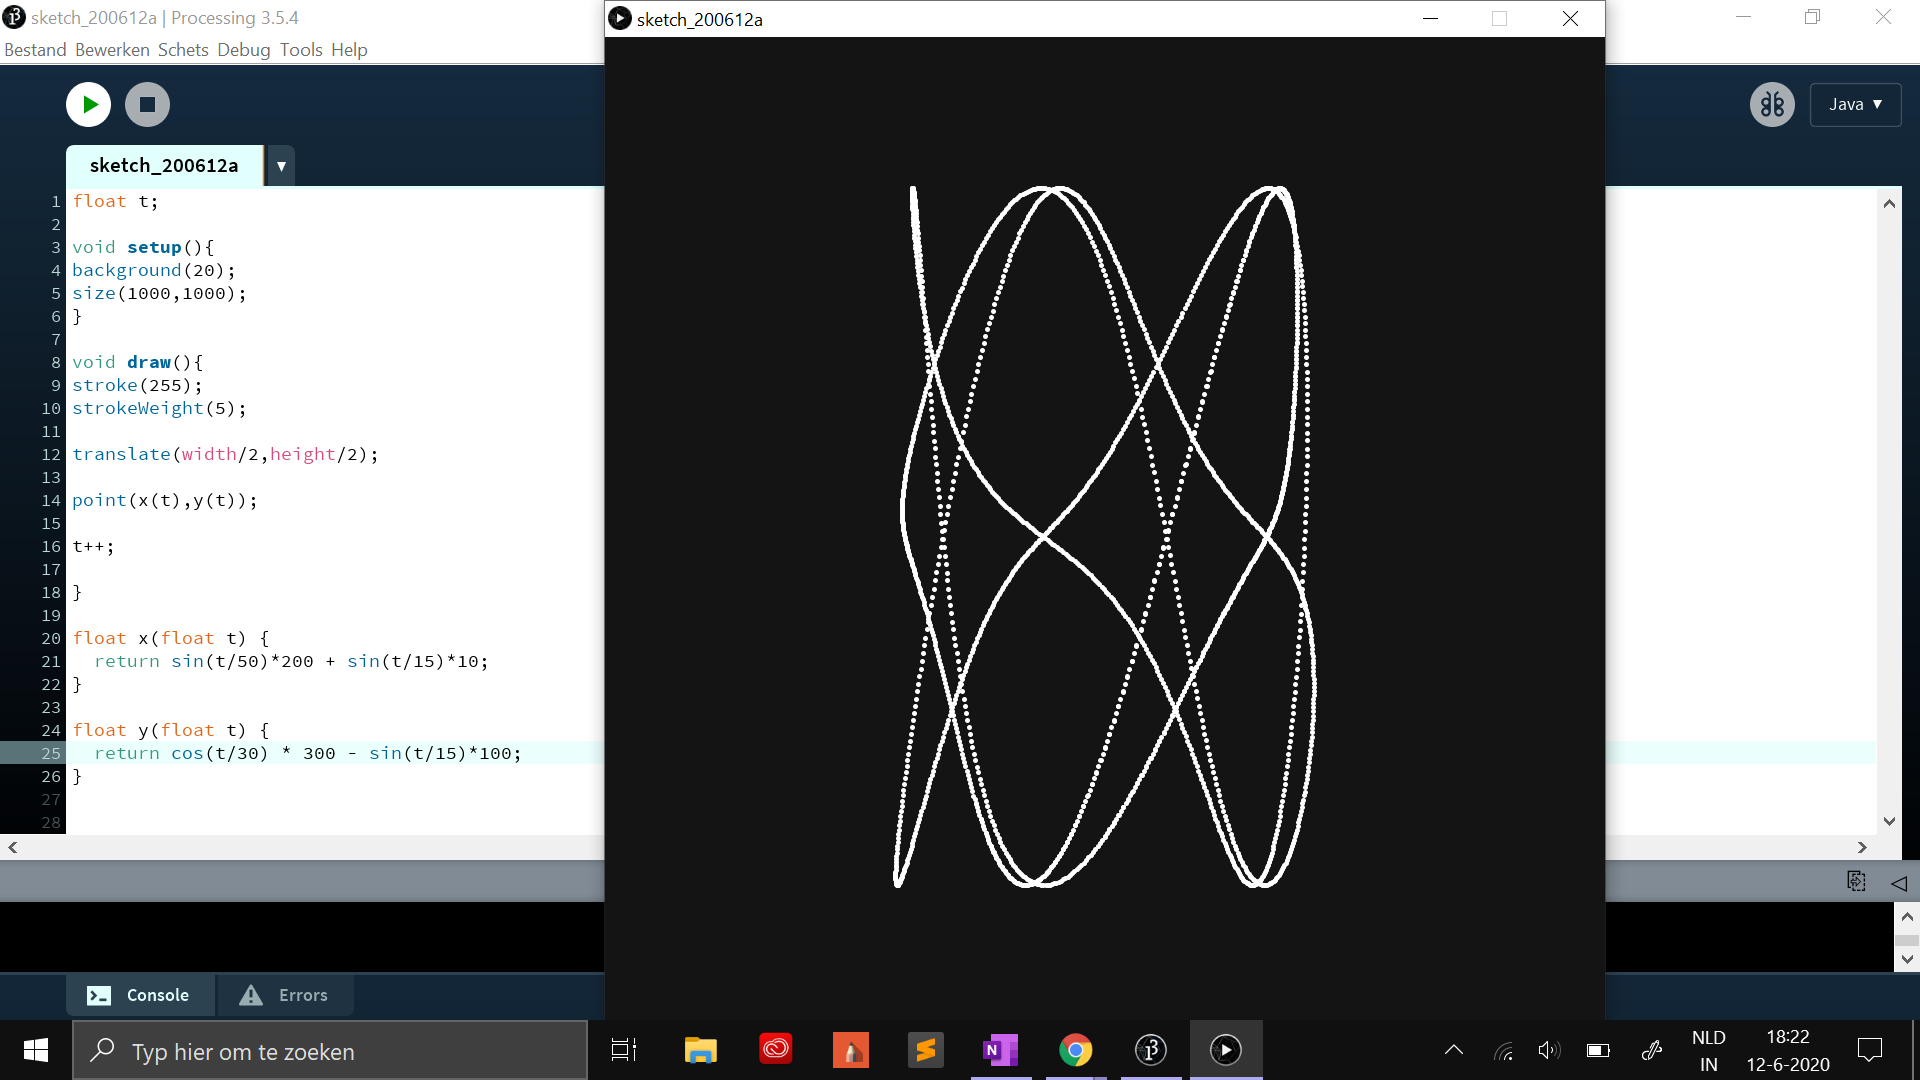 sketch_200612a | Processing 3.5.4
Bestand Bewerken Schets Debug Tools Help
sketch_200612a
Java ▼
sketch_200612a ▼
1 float t;
2
3 void setup(){
4 background(20);
5 size(1000,1000);
6 }
7
8 void draw(){
9 stroke(255);
10 strokeWeight(5);
11
12 translate(width/2,height/2);
13
14 point(x(t),y(t));
15
16 t++;
17
18 }
19
20 float x(float t) {
21 return sin(t/50)*200 + sin(t/15)*10;
22 }
23
24 float y(float t) {
25 return cos(t/30) * 300 - sin(t/15)*100;
26 }
27
28
Console
Errors
Typ hier om te zoeken
NLD
IN
18:22
12-6-2020